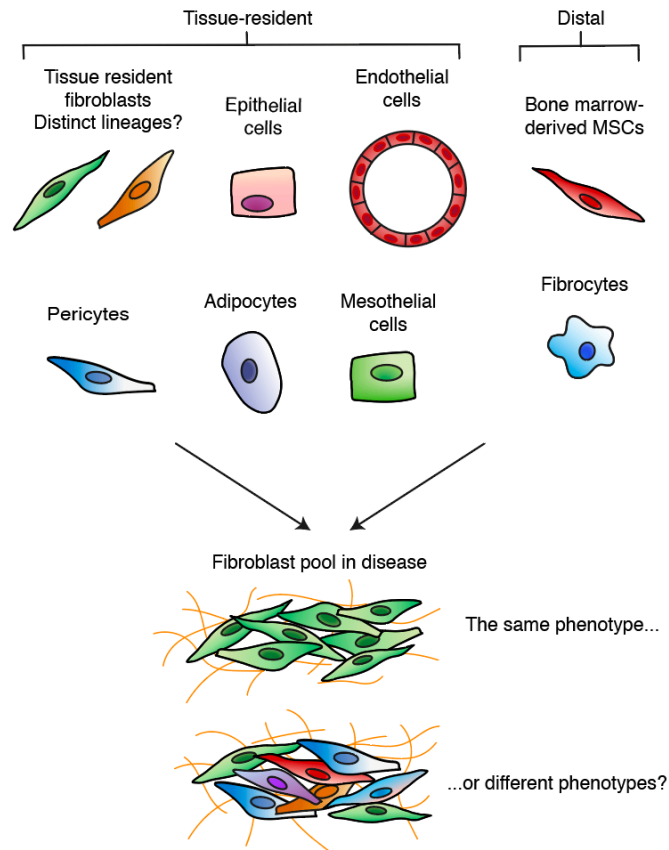 Tissue-resident
Distal
Tissue resident
fibroblasts
Distinct lineages?
Epithelial
cells
Endothelial
cells
Bone marrow-
derived MSCs
Pericytes
Adipocytes
Mesothelial
cells
Fibrocytes
Fibroblast pool in disease
The same phenotype...
...or different phenotypes?